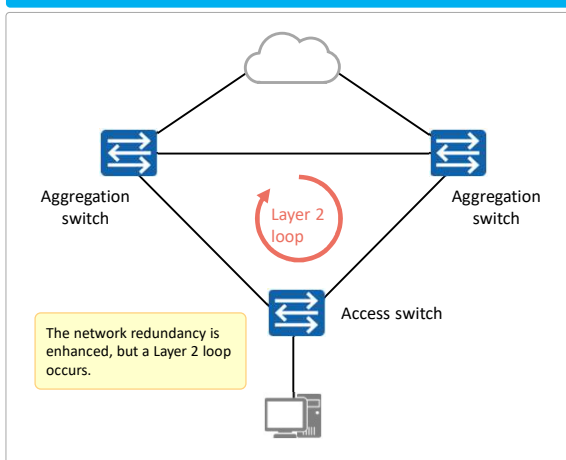 Aggregation
switch
Aggregation
switch
Layer 2
loop
Access switch
The network redundancy is
enhanced, but a Layer 2 loop
occurs.